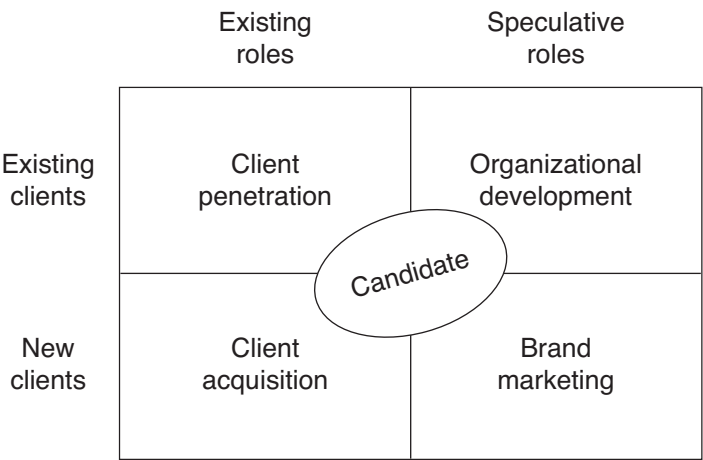 Existing
roles
Speculative
roles
Existing
clients
Client
penetration
Organizational
development
Candidate
New
clients
Client
acquisition
Brand
marketing